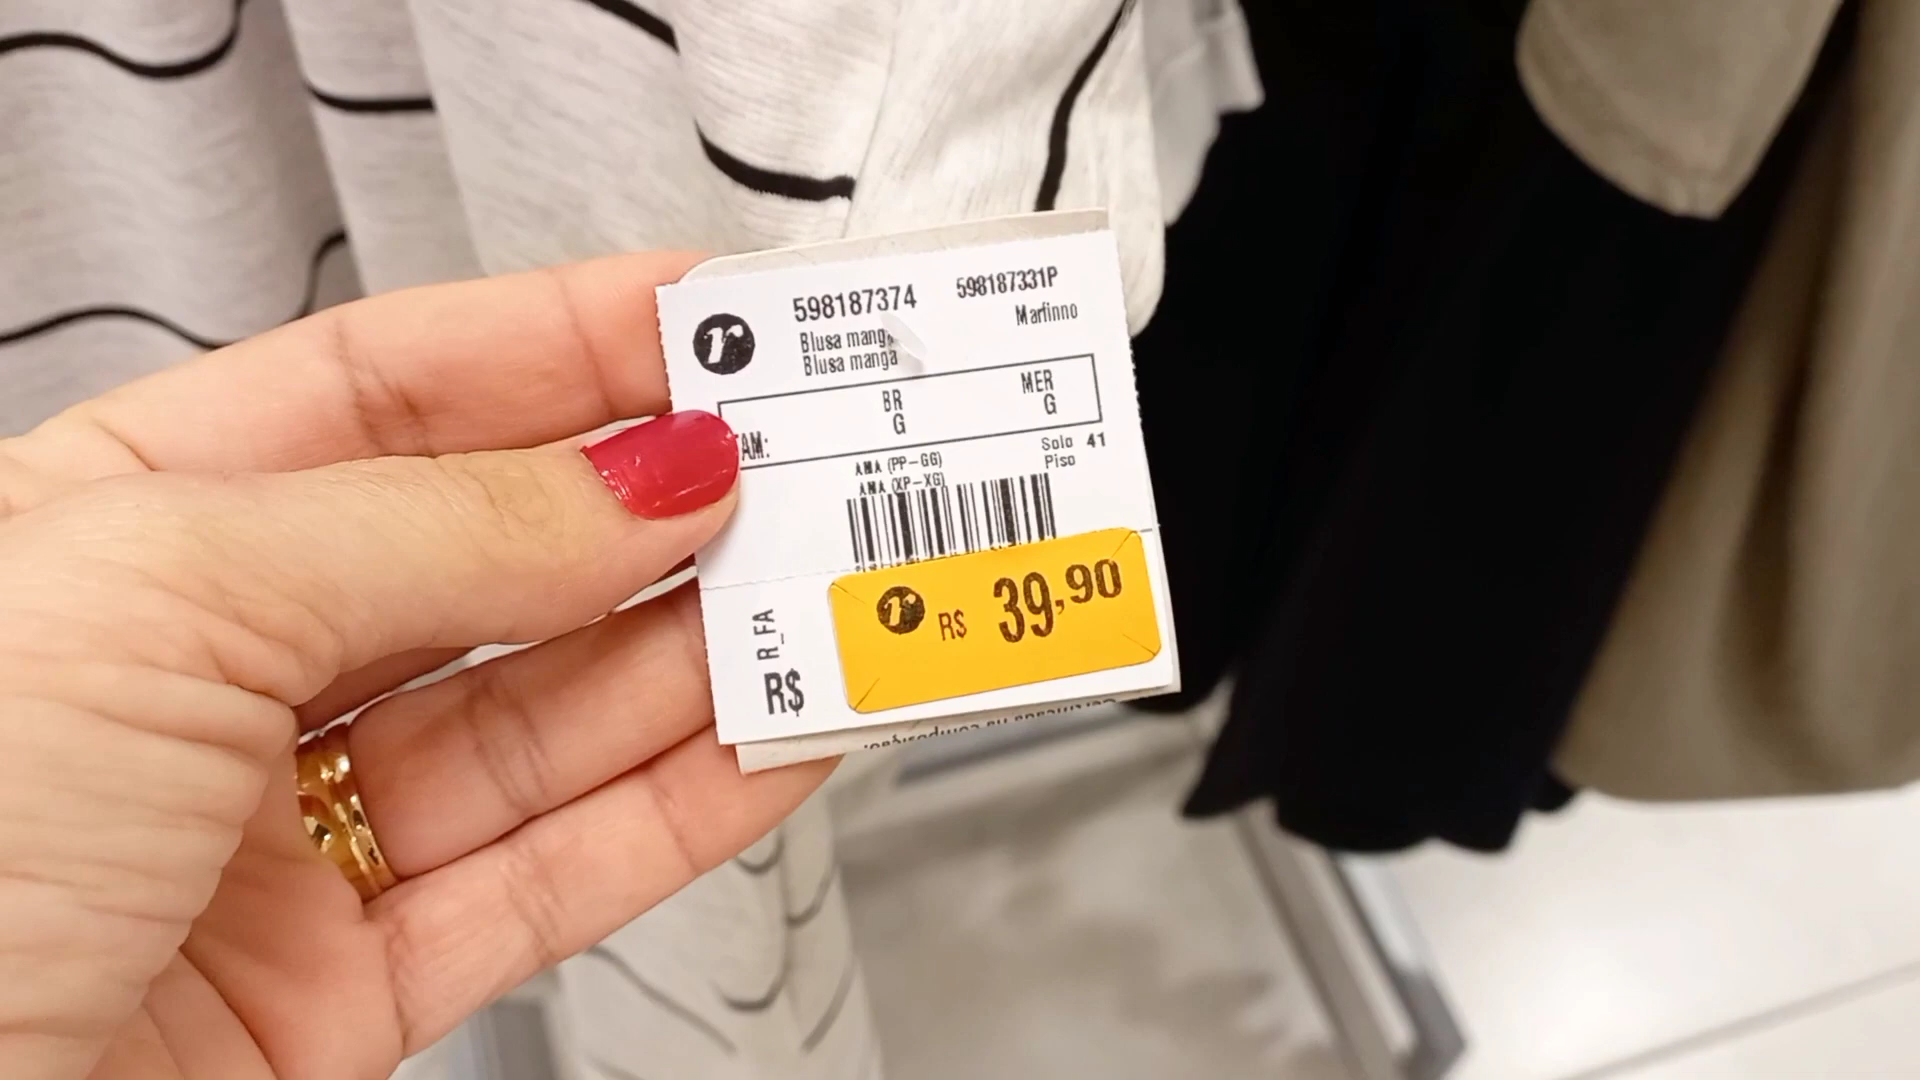 598187374 598187331P
Blusa manga Marfinno
Blusa manga
BR MER
TAM: G G
ANA (PP-GG) Solo 41
ANA (XP-XG) Piso
R_FA
R$
r R$ 39,90